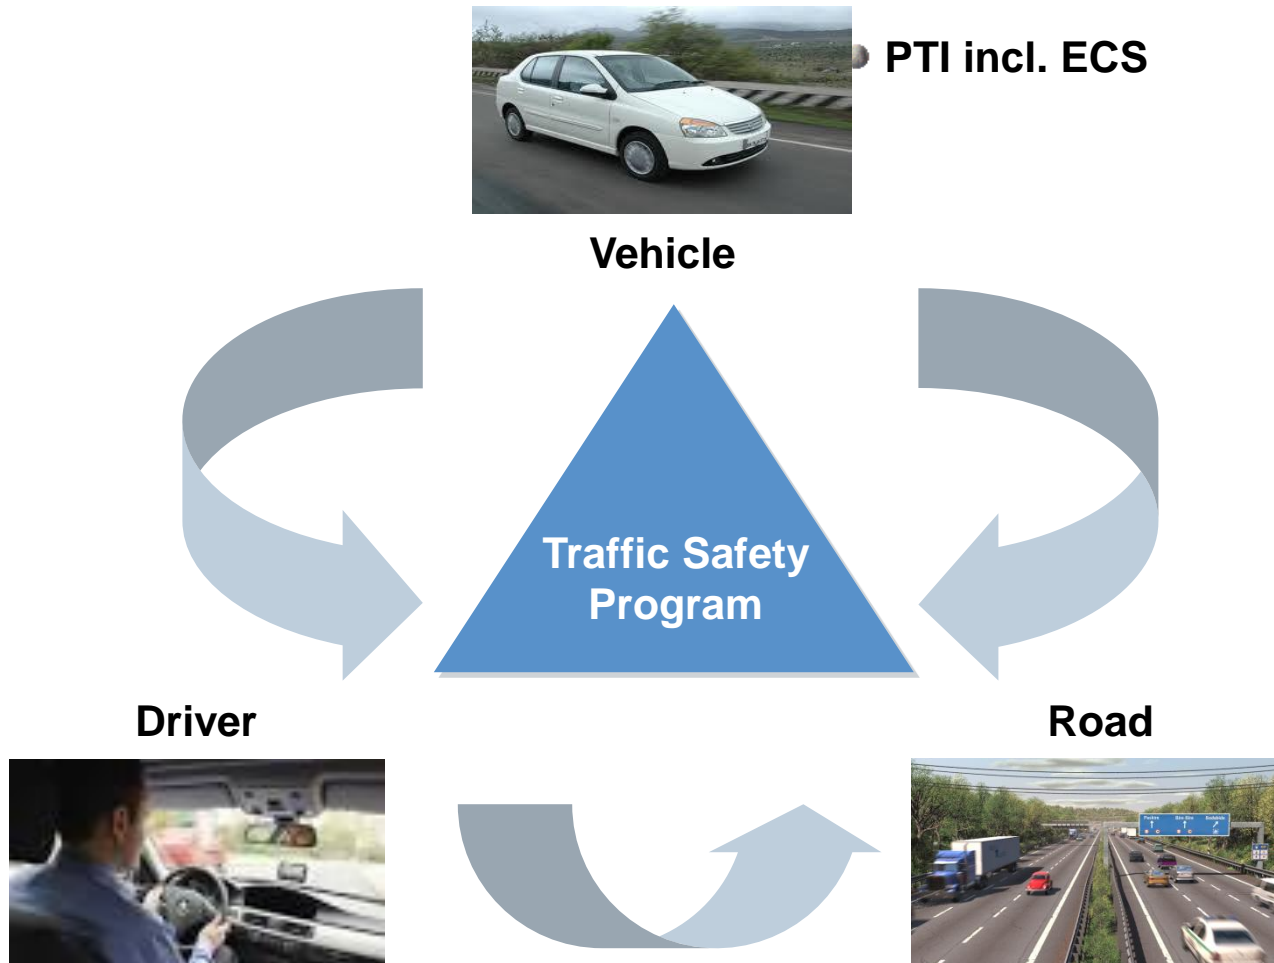 PTI incl. ECS
Vehicle
Traffic Safety
Program
Driver
Road